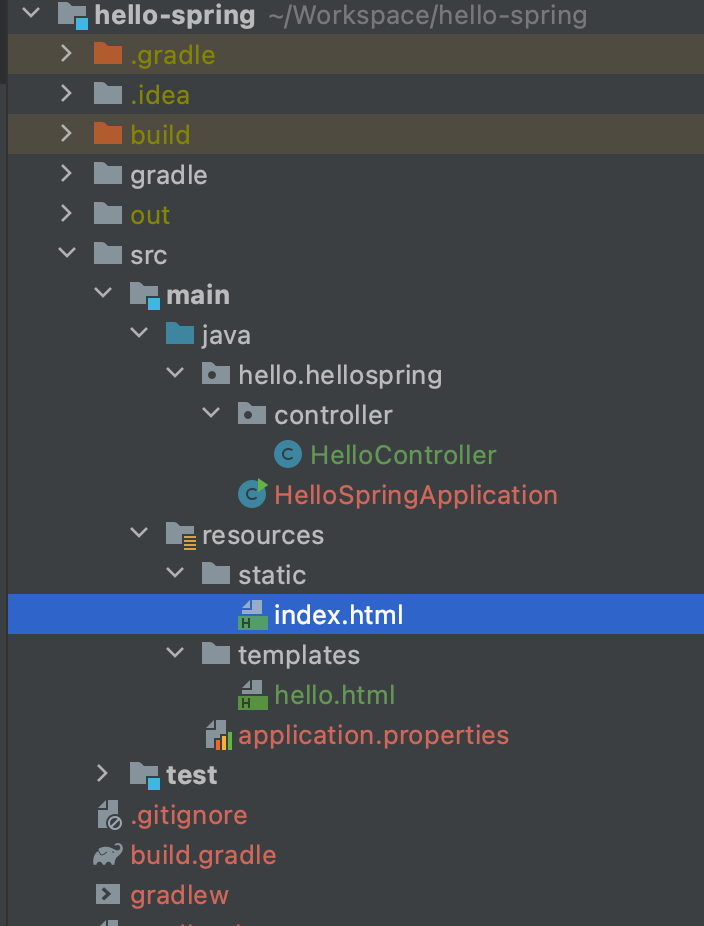 hello-spring ~/Workspace/hello-spring
.gradle
.idea
build
gradle
out
src
main
java
hello.hellospring
controller
HelloController
HelloSpringApplication
resources
static
index.html
templates
hello.html
application.properties
test
.gitignore
build.gradle
gradlew